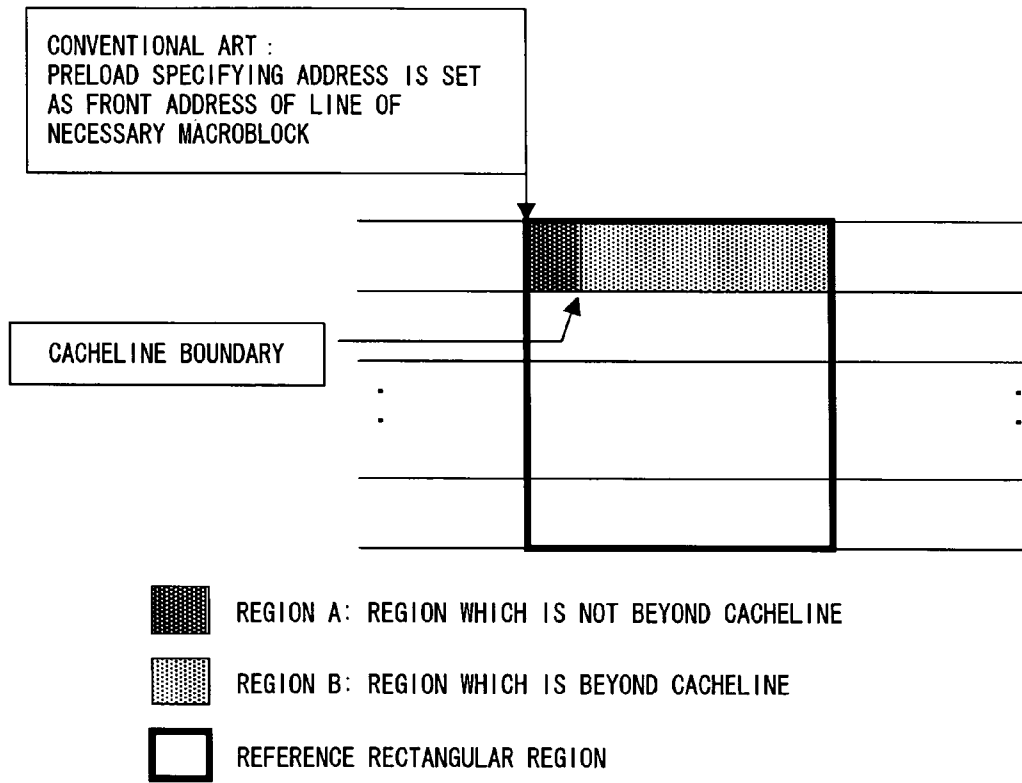 CONVENTIONAL ART :
PRELOAD SPECIFYING ADDRESS IS SET
AS FRONT ADDRESS OF LINE OF
NECESSARY MACROBLOCK
CACHELINE BOUNDARY
REGION A: REGION WHICH IS NOT BEYOND CACHELINE
REGION B: REGION WHICH IS BEYOND CACHELINE
REFERENCE RECTANGULAR REGION